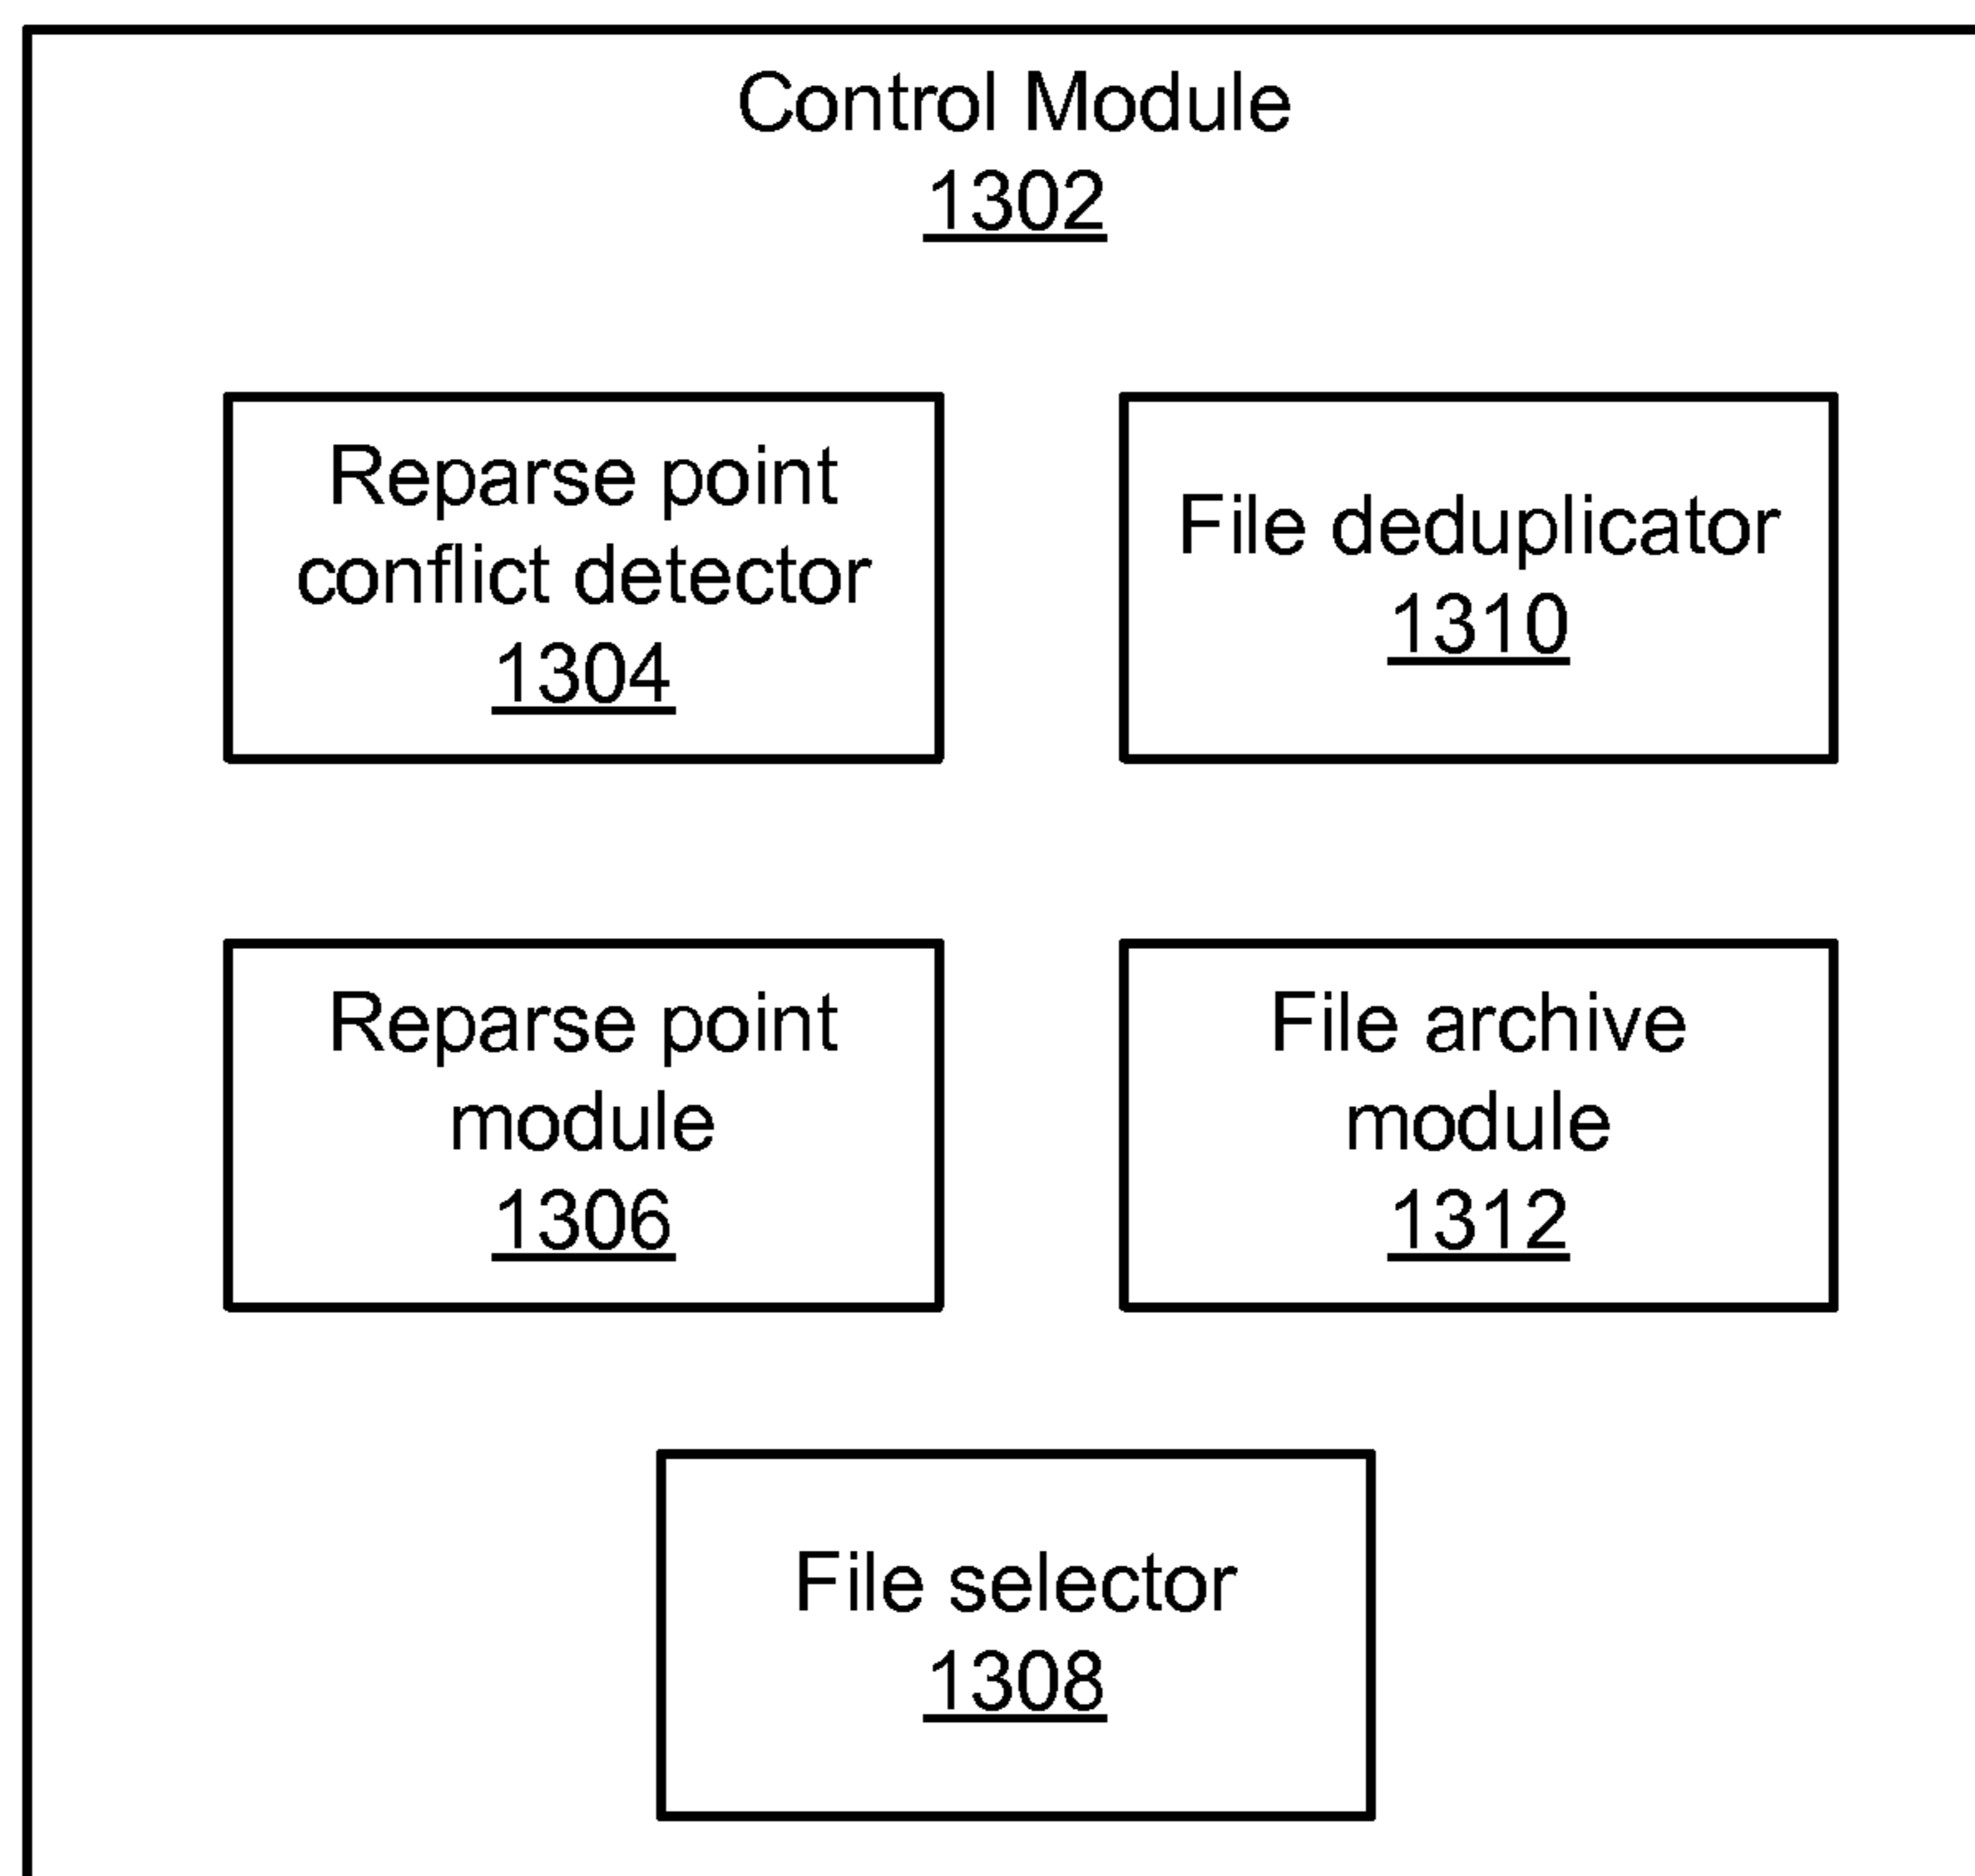 Control Module
1302
Reparse point
conflict detector
1304
File deduplicator
1310
Reparse point
module
1306
File archive
module
1312
File selector
1308